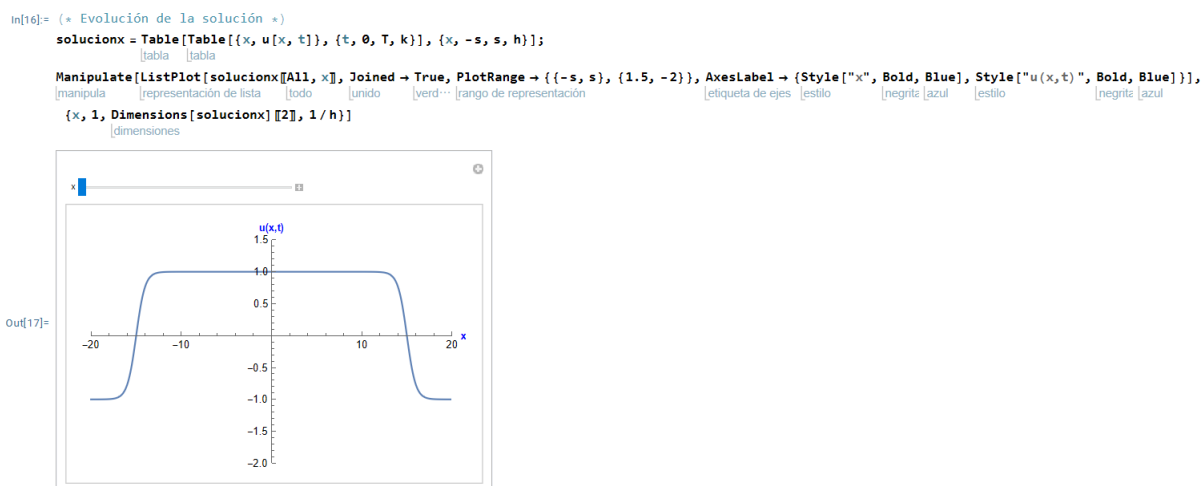 In[16]:= (* Evolución de la solución *)
solucionx = Table[Table[{x, u[x, t]}, {t, 0, T, k}], {x, -s, s, h}];
tabla tabla
Manipulate[ListPlot[solucionx〚All, x〛, Joined → True, PlotRange → {{-s, s}, {1.5, -2}}, AxesLabel → {Style["x", Bold, Blue], Style["u(x,t)", Bold, Blue]}],
manipula representación de lista todo unido verd⋯ rango de representación etiqueta de ejes estilo negrita azul estilo negrita azul
{x, 1, Dimensions[solucionx]〚2〛, 1/h}]
dimensiones
x
u(x,t)
1.5
1.0
0.5
Out[17]=
x
-20 -10 10 20
-0.5
-1.0
-1.5
-2.0